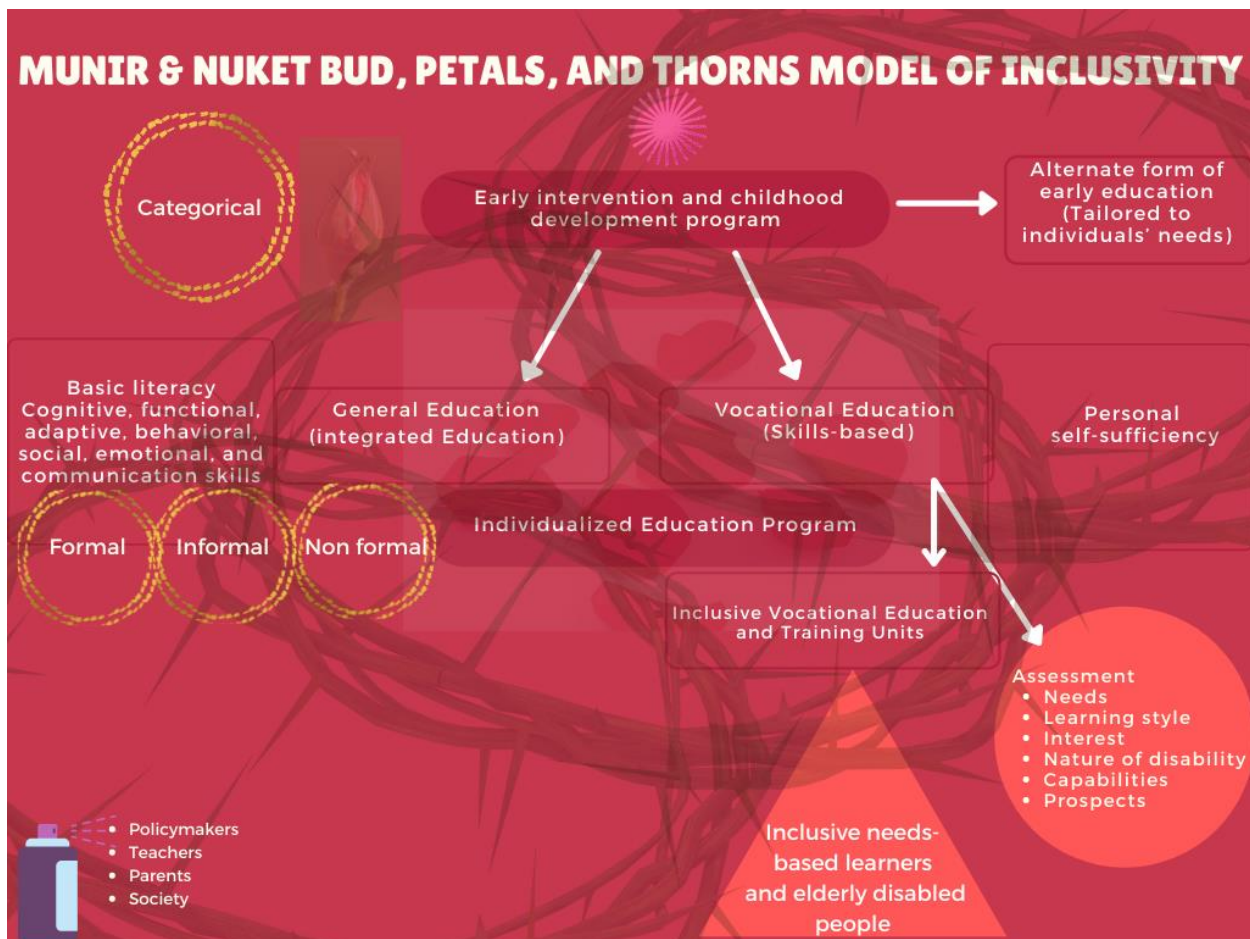 MUNIR & NUKET BUD, PETALS, AND THORNS MODEL OF INCLUSIVITY
Categorical
Early intervention and childhood
development program
Alternate form of
early education
(Tailored to
individuals' needs)
Basic literacy
Cognitive, functional,
adaptive, behavioral,
social, emotional, and
communication skills
General Education
(integrated Education)
Vocational Education
(Skills-based)
Personal
self-sufficiency
Formal
Informal
Non formal
Individualized Education Program
Inclusive Vocational Education
and Training Units
Assessment
• Needs
• Learning style
• Interest
• Nature of disability
• Capabilities
• Prospects
Inclusive needs-
based learners
and elderly disabled
people
• Policymakers
• Teachers
• Parents
• Society